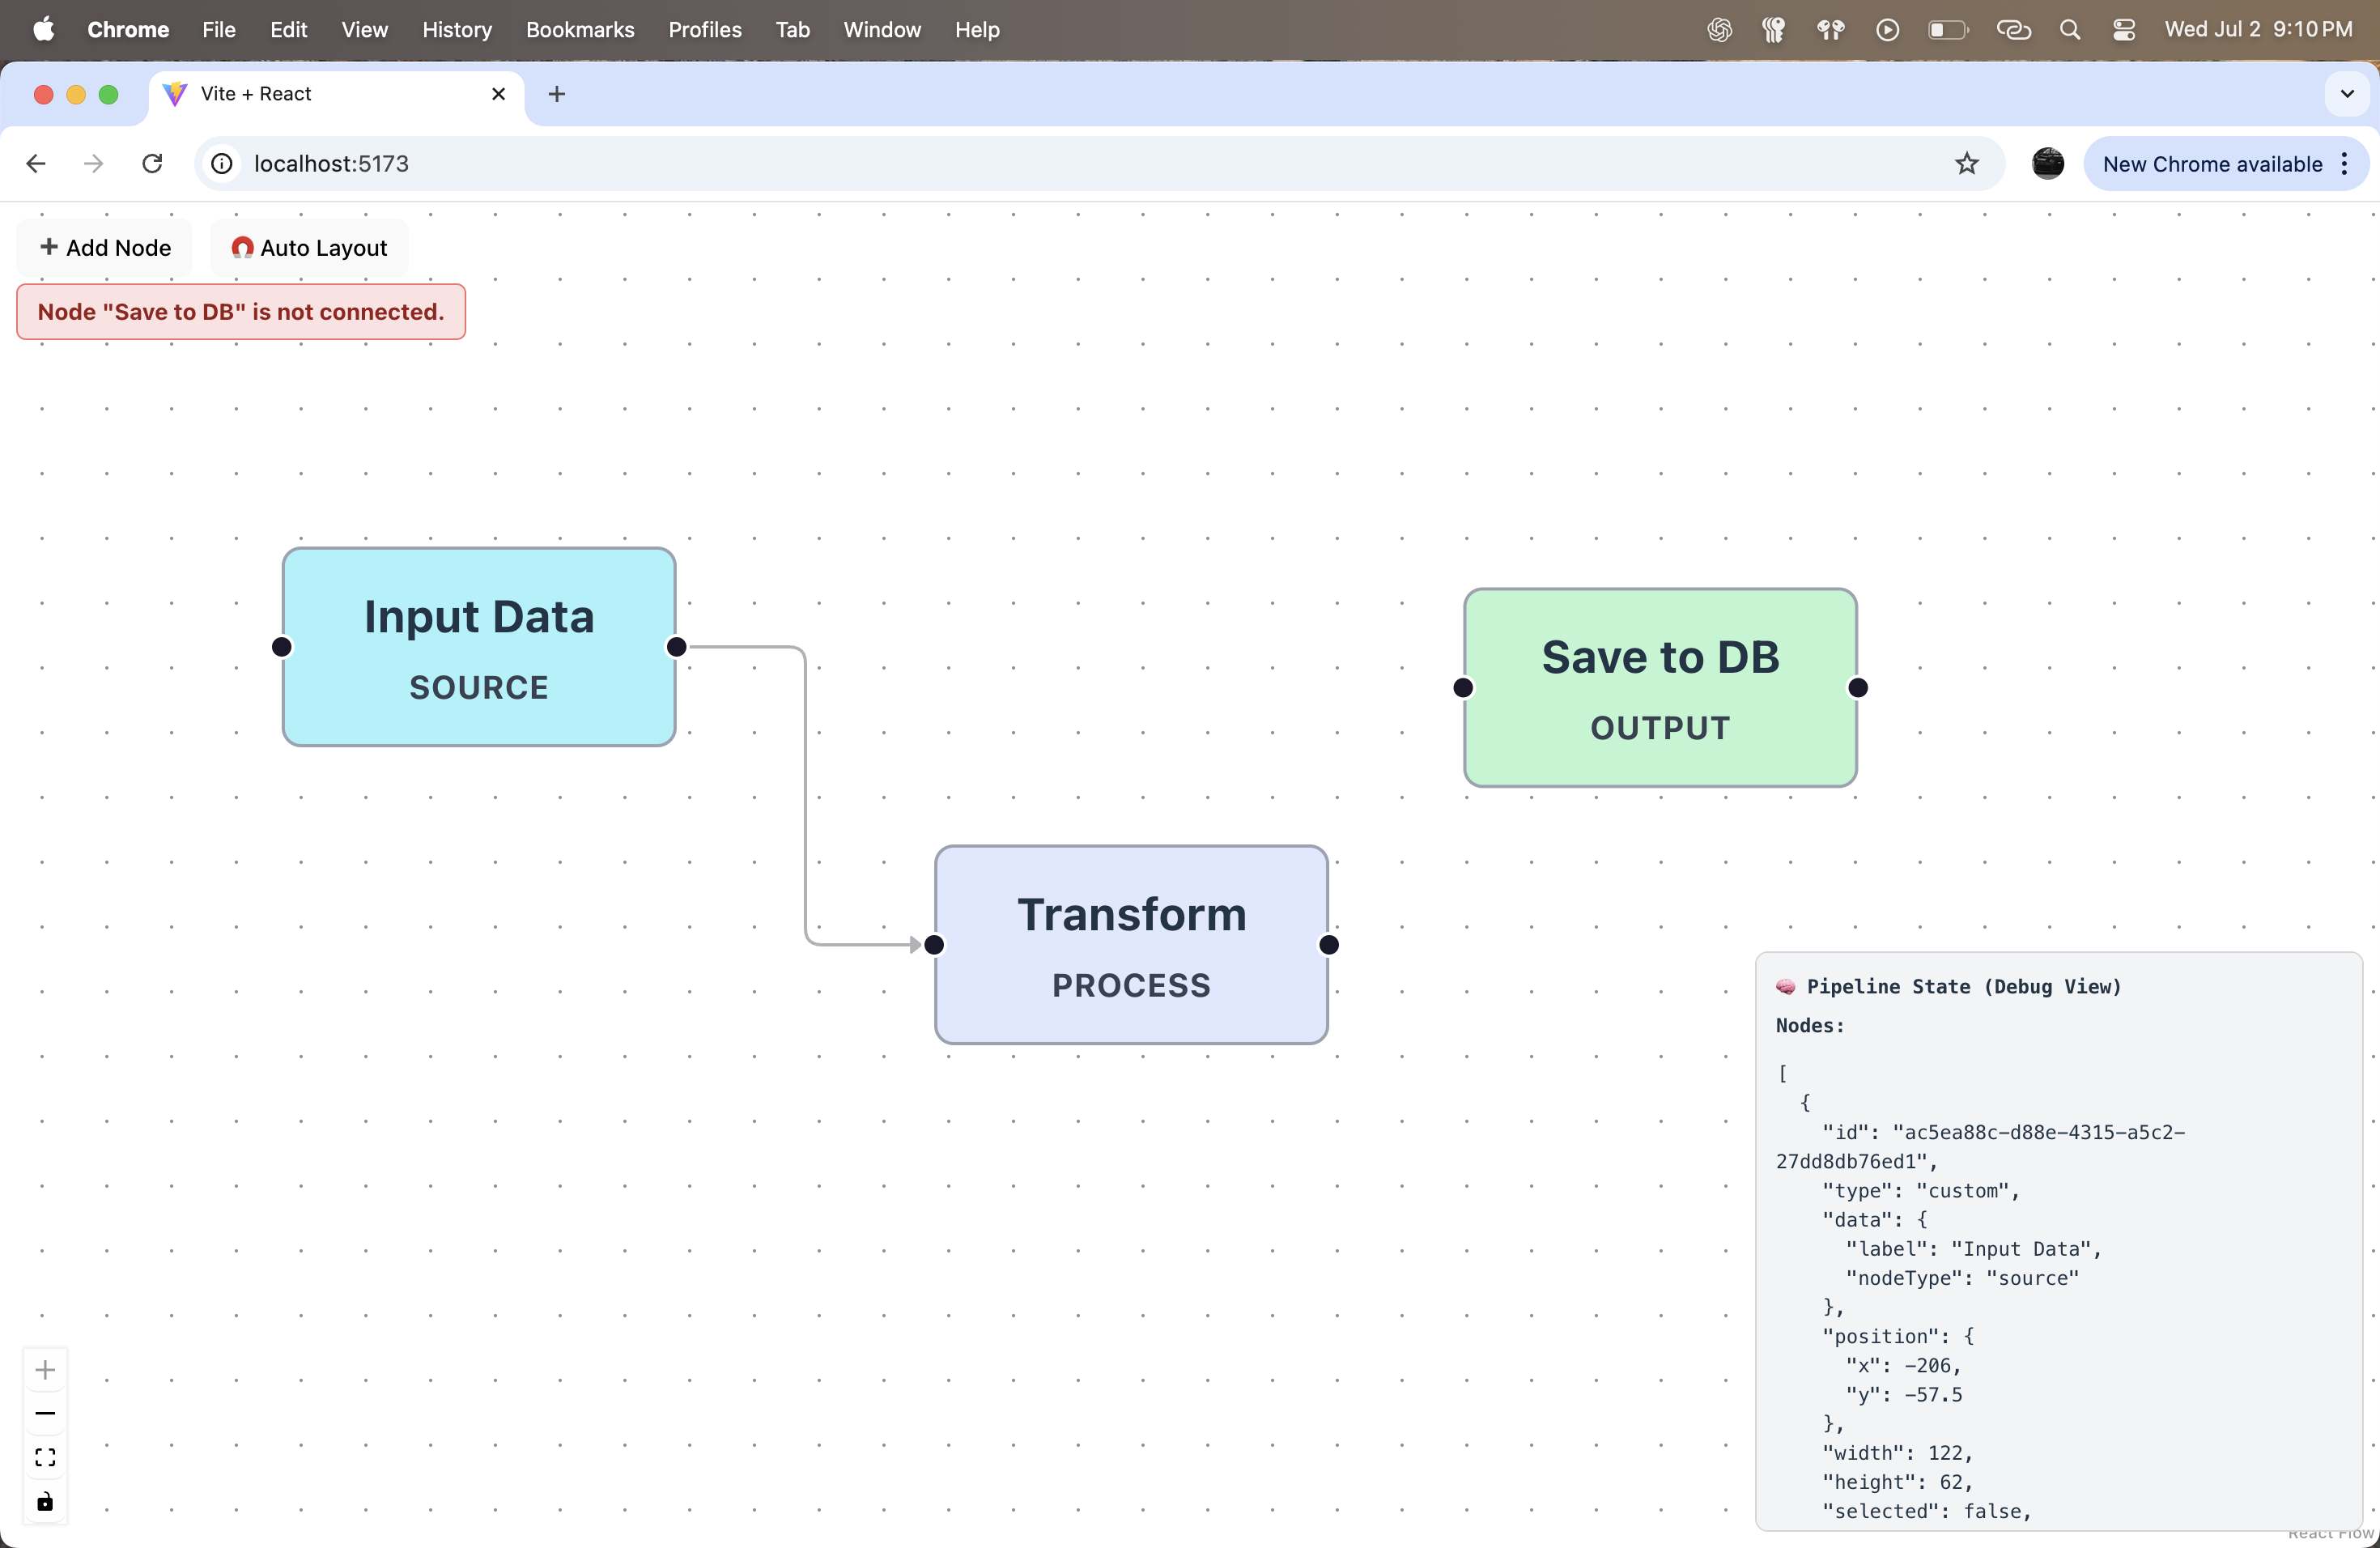 Chrome File Edit View History Bookmarks Profiles Tab Window Help Wed Jul 2 9:10 PM
Vite + React
localhost:5173 New Chrome available
Add Node Auto Layout
Node "Save to DB" is not connected.
Input Data
SOURCE
Save to DB
OUTPUT
Transform
PROCESS
Pipeline State (Debug View)
Nodes:
[
{
"id": "ac5ea88c-d88e-4315-a5c2-
27dd8db76ed1",
"type": "custom",
"data": {
"label": "Input Data",
"nodeType": "source"
},
"position": {
"x": -206,
"y": -57.5
},
"width": 122,
"height": 62,
"selected": false,
React Flow